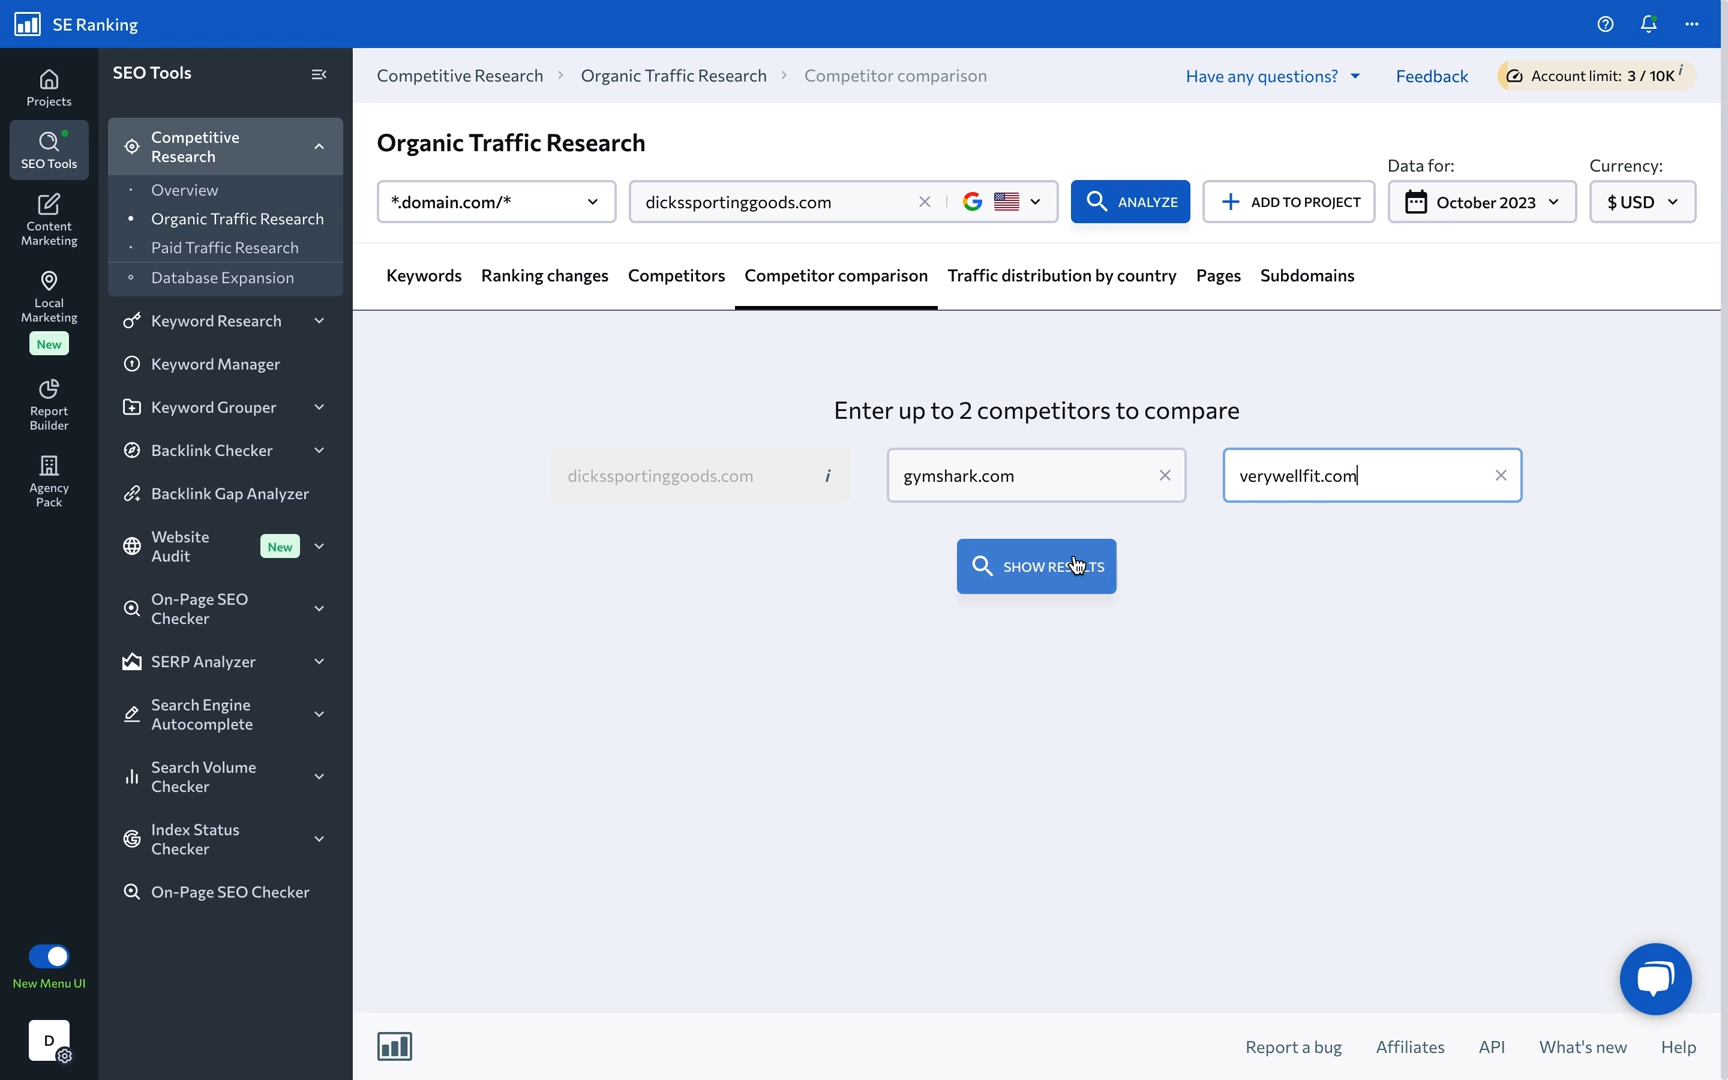 SE Ranking
Projects
SEO Tools
Content
Marketing
Local
Marketing
New
Report
Builder
Agency
Pack
New Menu UI
D
SEO Tools
Competitive
Research
Overview
Organic Traffic Research
Paid Traffic Research
Database Expansion
Keyword Research
Keyword Manager
Keyword Grouper
Backlink Checker
Backlink Gap Analyzer
Website
Audit
New
On-Page SEO
Checker
SERP Analyzer
Search Engine
Autocomplete
Search Volume
Checker
Index Status
Checker
On-Page SEO Checker
Competitive Research > Organic Traffic Research > Competitor comparison
Have any questions?
Feedback
Account limit: 3 / 10K i
Organic Traffic Research
Data for:
Currency:
*.domain.com/*
dickssportinggoods.com
ANALYZE
ADD TO PROJECT
October 2023
$ USD
Keywords Ranking changes Competitors Competitor comparison Traffic distribution by country Pages Subdomains
Enter up to 2 competitors to compare
dickssportinggoods.com i
gymshark.com
verywellfit.com
SHOW RESULTS
Report a bug Affiliates API What's new Help